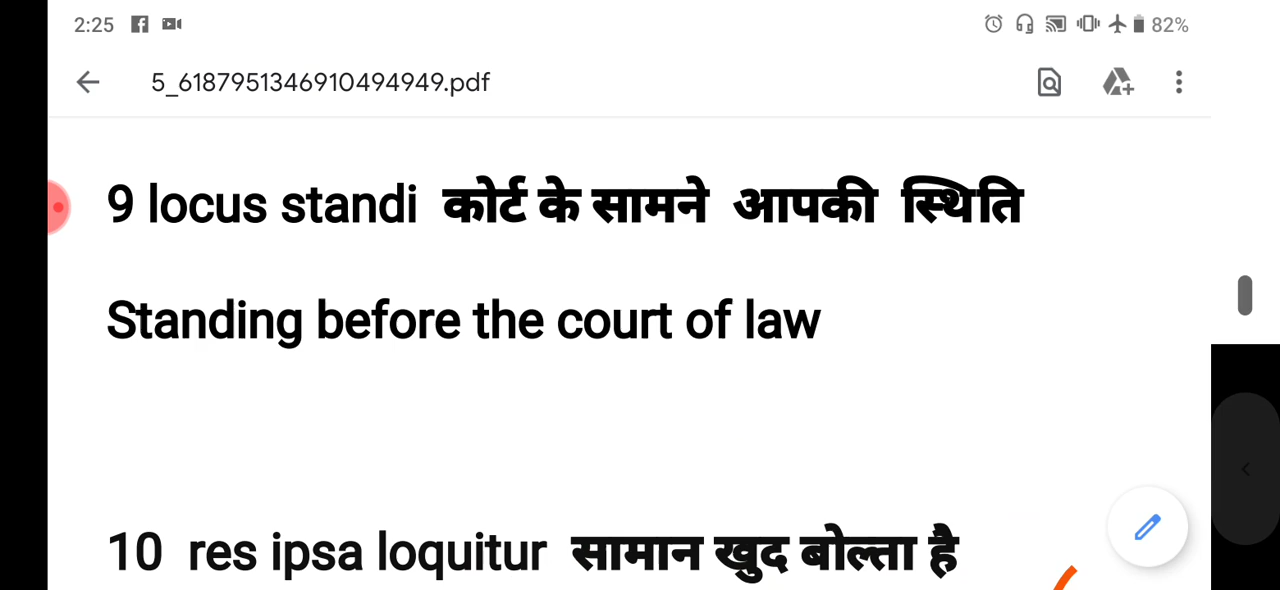 2:25 82%
5_6187951346910494949.pdf
9 locus standi कोर्ट के सामने आपकी स्थिति
Standing before the court of law
10 res ipsa loquitur सामान खुद बोल्ता है